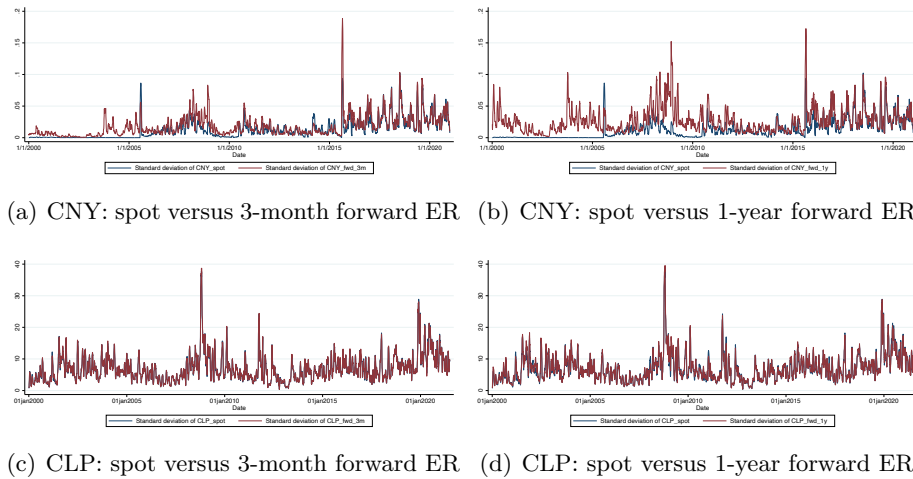 .2 .2
.15 .15
.1 .1
.05 .05
0 0
1/1/2000 1/1/2005 1/1/2010 1/1/2015 1/1/2020 1/1/2000 1/1/2005 1/1/2010 1/1/2015 1/1/2020
Date Date
Standard deviation of CNY_spot Standard deviation of CNY_fwd_3m Standard deviation of CNY_spot Standard deviation of CNY_fwd_1y
(a) CNY: spot versus 3-month forward ER (b) CNY: spot versus 1-year forward ER
40 40
30 30
20 20
10 10
0 0
01jan2000 01jan2005 01jan2010 01jan2015 01jan2020 01jan2000 01jan2005 01jan2010 01jan2015 01jan2020
Date Date
Standard deviation of CLP_spot Standard deviation of CLP_fwd_3m Standard deviation of CLP_spot Standard deviation of CLP_fwd_1y
(c) CLP: spot versus 3-month forward ER (d) CLP: spot versus 1-year forward ER